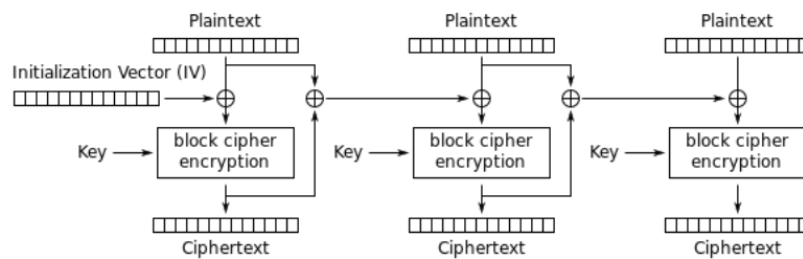 Plaintext
Plaintext
Plaintext
Initialization Vector (IV)
Key
block cipher
encryption
Key
block cipher
encryption
Key
block cipher
encryption
Ciphertext
Ciphertext
Ciphertext